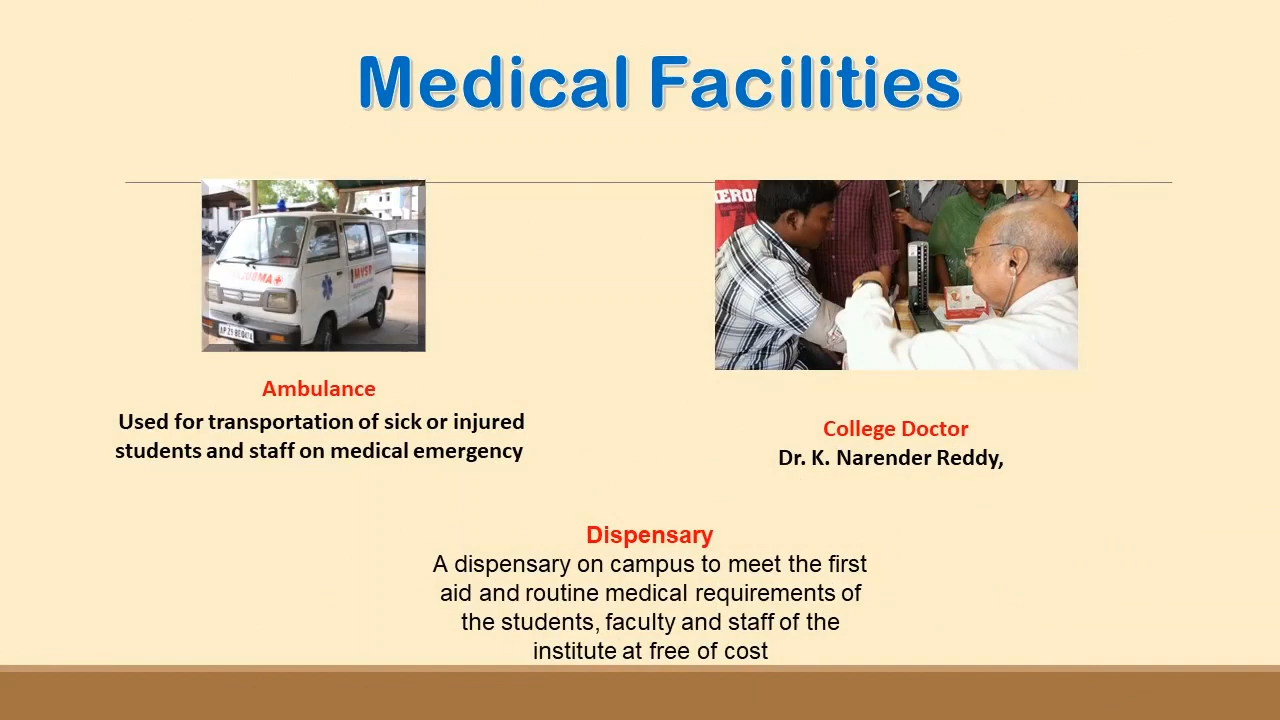 Medical Facilities
MVSR
Ambulance
Used for transportation of sick or injured
students and staff on medical emergency
College Doctor
Dr. K. Narender Reddy,
Dispensary
A dispensary on campus to meet the first
aid and routine medical requirements of
the students, faculty and staff of the
institute at free of cost